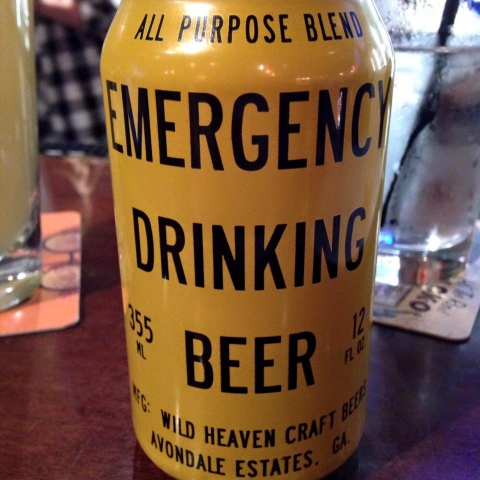 ALL PURPOSE BLEND
EMERGENCY
DRINKING
BEER
355
ML
12
FL OZ.
MFG: WILD HEAVEN CRAFT BEERS
AVONDALE ESTATES, GA.